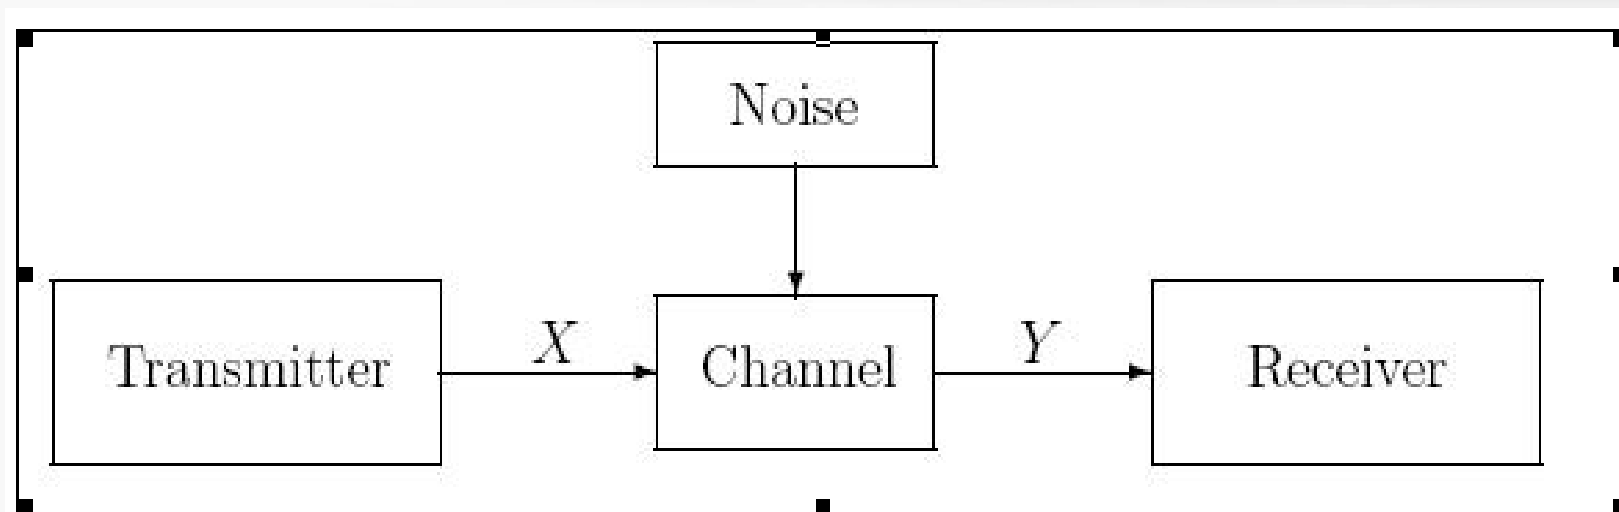 Noise
Transmitter
X
Channel
Y
Receiver